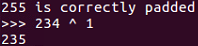 255 is correctly padded
>>> 234 ^ 1
235